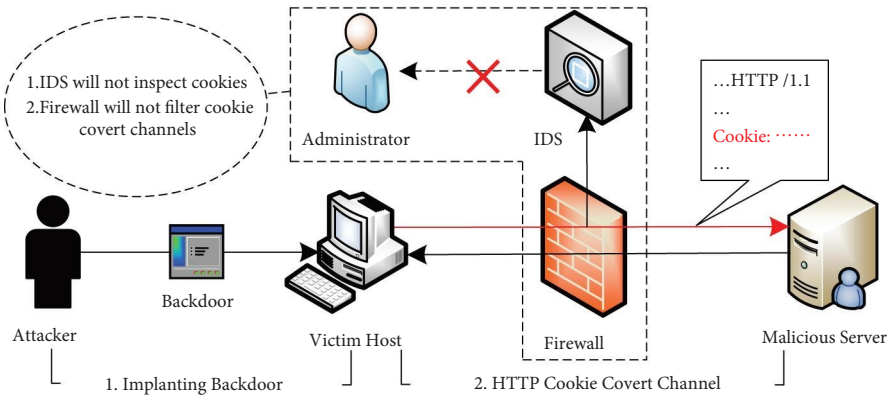 1.IDS will not inspect cookies
2.Firewall will not filter cookie
covert channels
Administrator
IDS
…HTTP /1.1
…
Cookie: ……
…
Backdoor
Attacker
Victim Host
Firewall
Malicious Server
1. Implanting Backdoor
2. HTTP Cookie Covert Channel